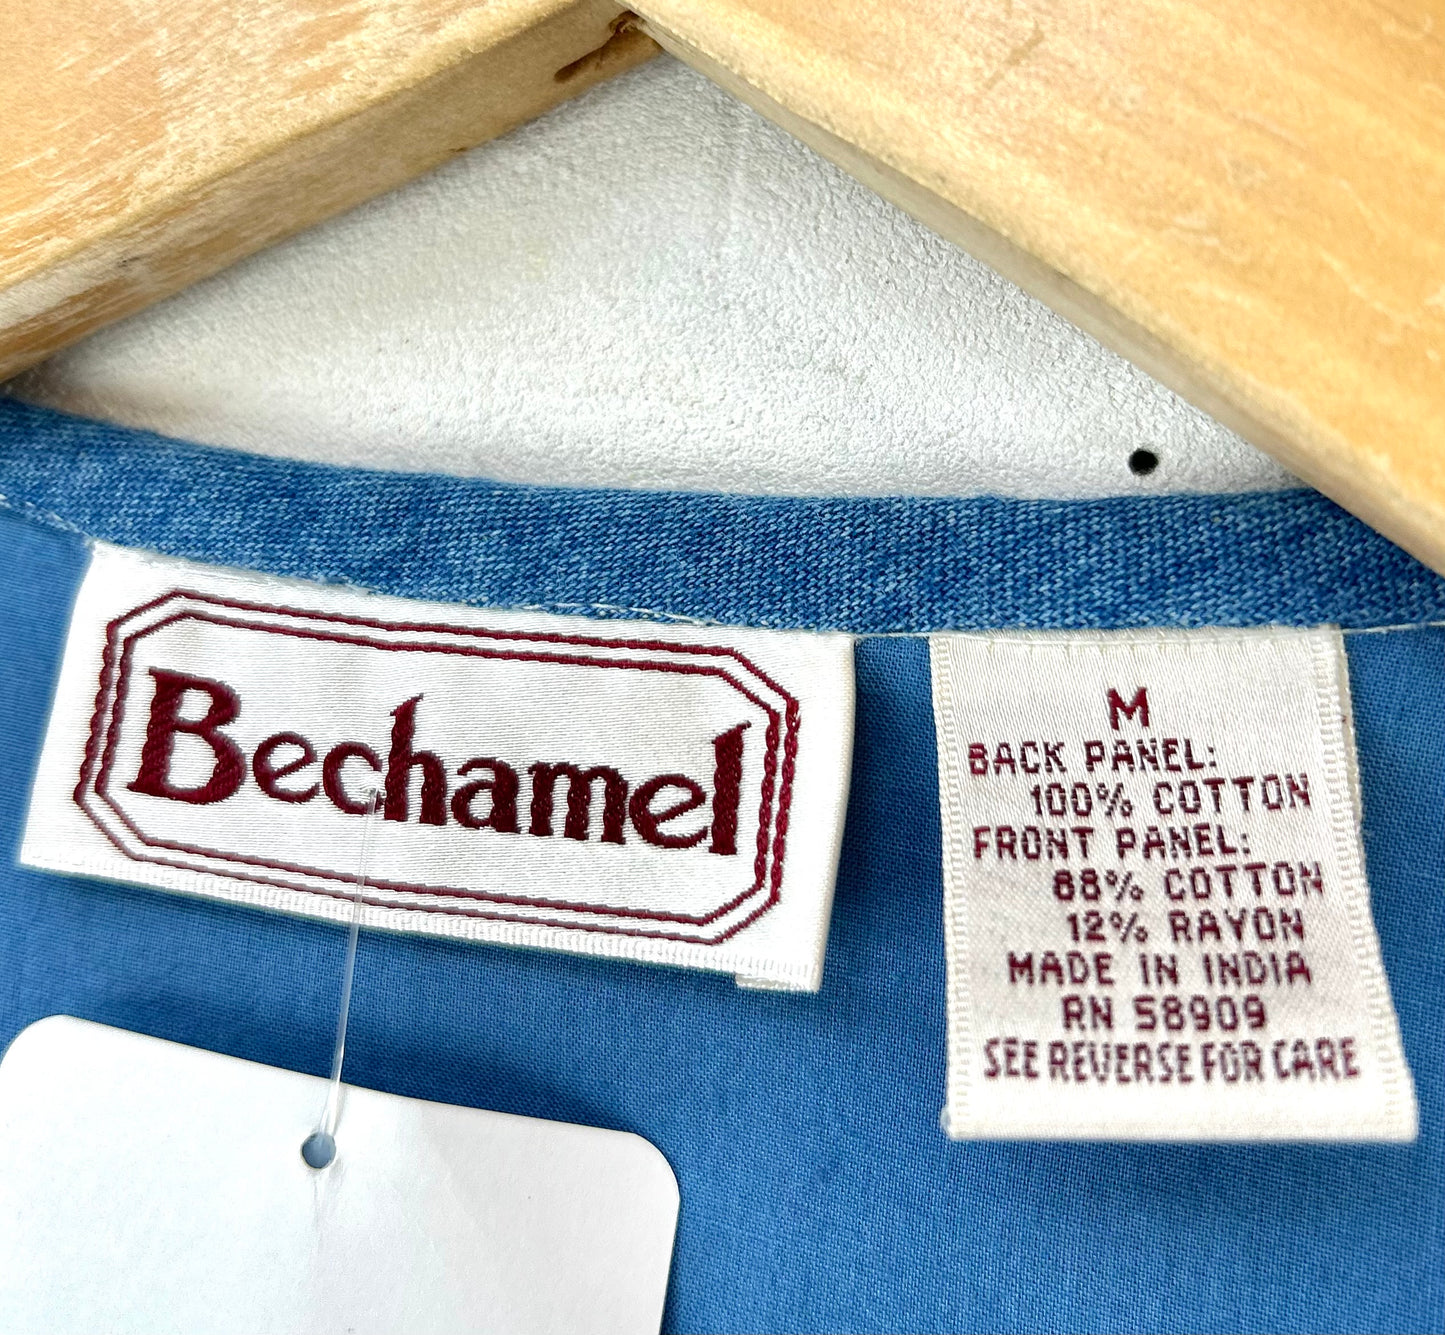 Bechamel
M
BACK PANEL:
100% COTTON
FRONT PANEL:
88% COTTON
12% RAYON
MADE IN INDIA
RN 58909
SEE REVERSE FOR CARE